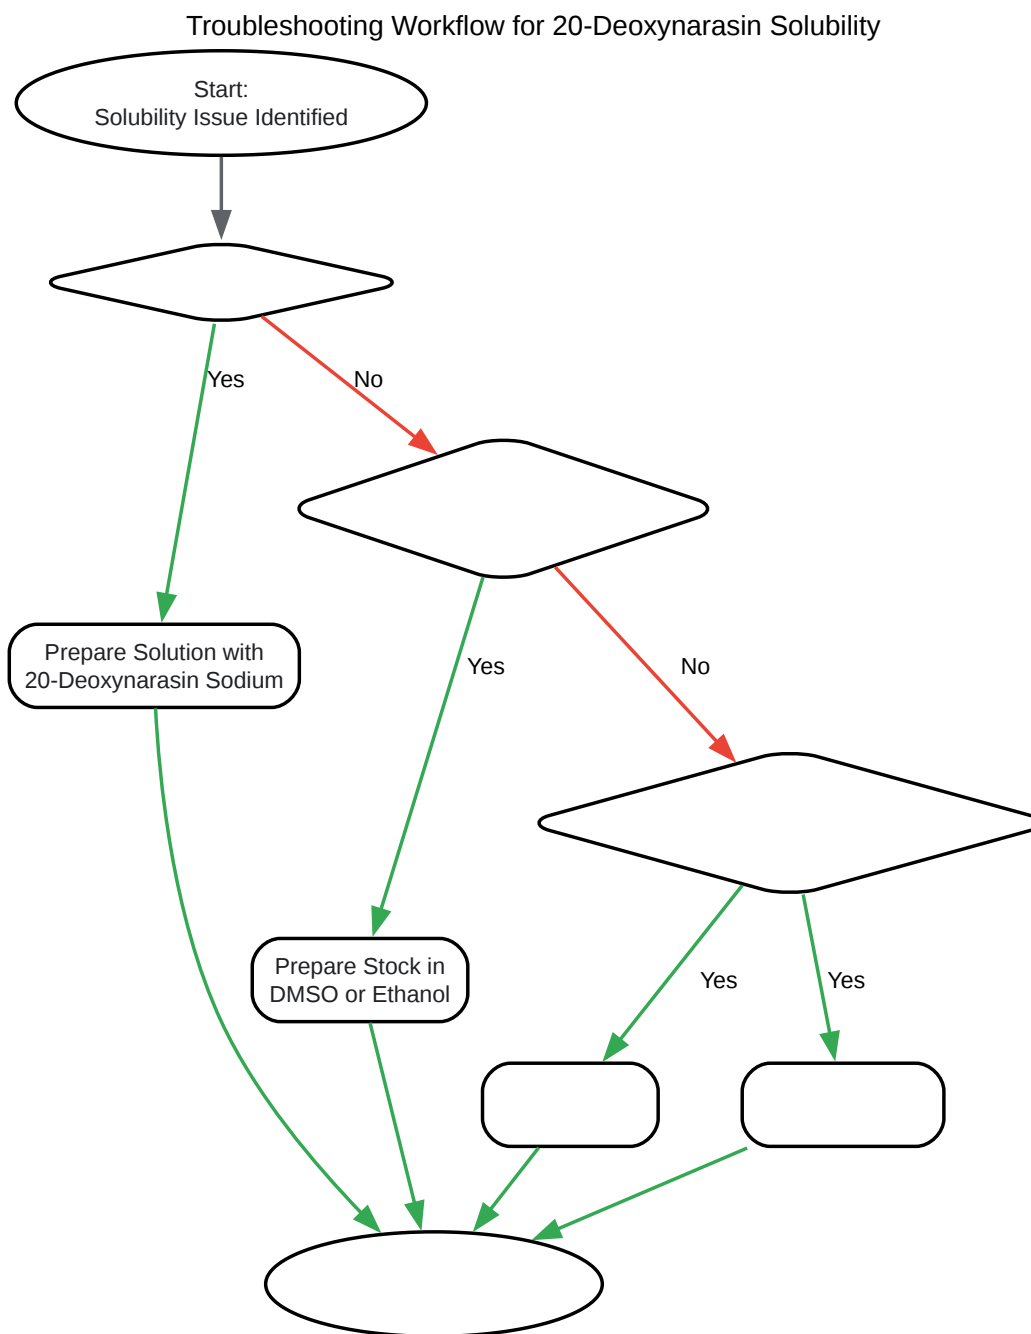 Troubleshooting Workflow for 20-Deoxynarasin Solubility
Start:
Solubility Issue Identified
Yes
No
Prepare Solution with
20-Deoxynarasin Sodium
Yes
No
Prepare Stock in
DMSO or Ethanol
Yes
Yes